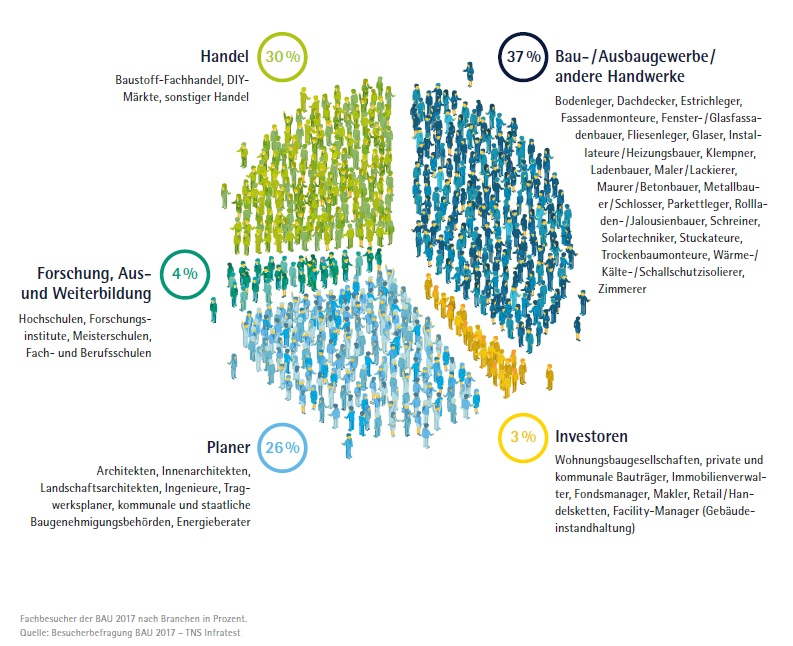 Handel
30 %
Baustoff-Fachhandel, DIY-
Märkte, sonstiger Handel
37 %
Bau-/Ausbaugewerbe/
andere Handwerke
Bodenleger, Dachdecker, Estrichleger,
Fassadenmonteure, Fenster-/Glasfassa-
denbauer, Fliesenleger, Glaser, Instal-
lateure/Heizungsbauer, Klempner,
Ladenbauer, Maler/Lackierer,
Maurer/Betonbauer, Metallbau-
er/Schlosser, Parkettleger, Rollla-
den-/Jalousienbauer, Schreiner,
Solartechniker, Stuckateure,
Trockenbaumonteure, Wärme-/
Kälte-/Schallschutzisolierer,
Zimmerer
Forschung, Aus-
und Weiterbildung
4 %
Hochschulen, Forschungs-
institute, Meisterschulen,
Fach- und Berufsschulen
Planer
26 %
Architekten, Innenarchitekten,
Landschaftsarchitekten, Ingenieure, Trag-
werksplaner, kommunale und staatliche
Baugenehmigungsbehörden, Energieberater
3 %
Investoren
Wohnungsbaugesellschaften, private und
kommunale Bauträger, Immobilienverwal-
ter, Fondsmanager, Makler, Retail/Han-
delsketten, Facility-Manager (Gebäude-
instandhaltung)
Fachbesucher der BAU 2017 nach Branchen in Prozent.
Quelle: Besucherbefragung BAU 2017 – TNS Infratest